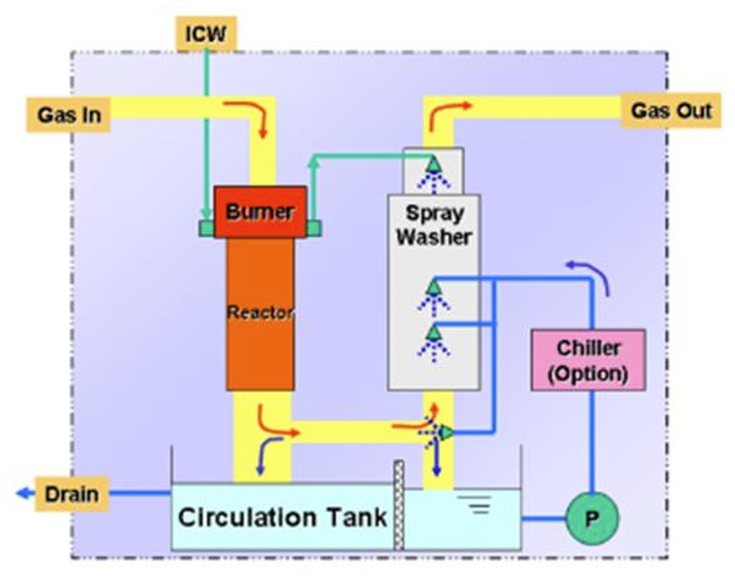 ICW
Gas In
Gas Out
Burner
Spray
Washer
Reactor
Chiller
(Option)
Drain
Circulation Tank
P